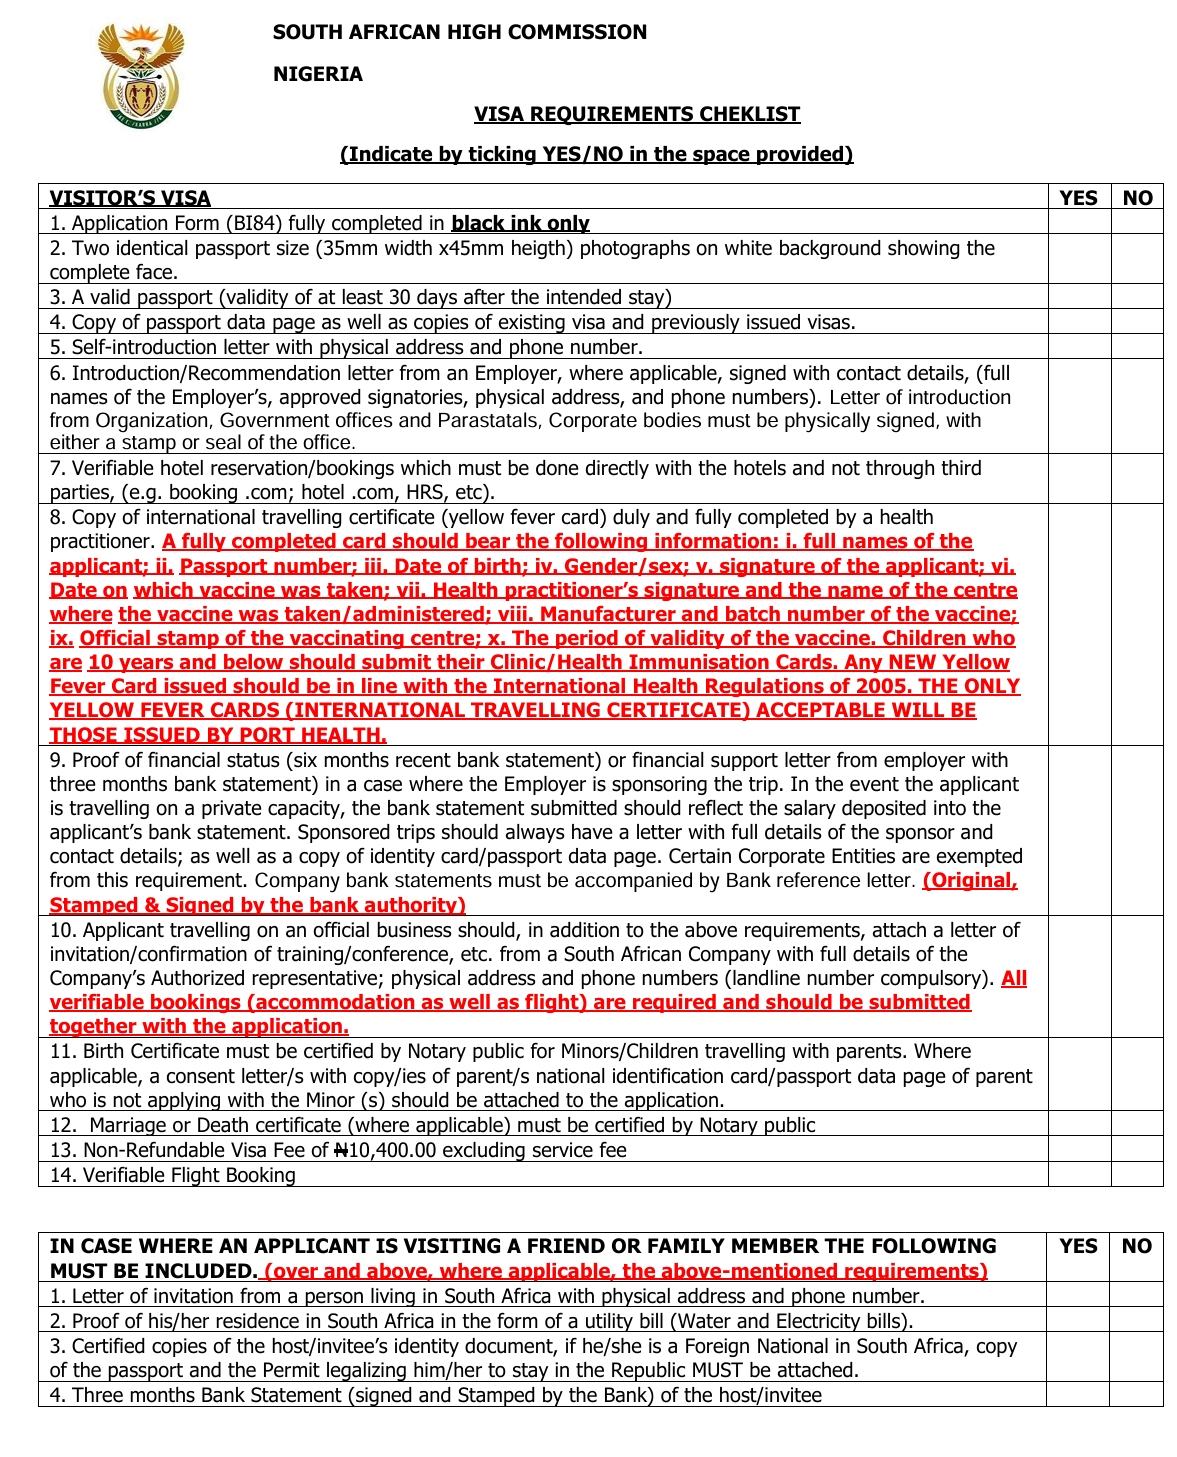 SOUTH AFRICAN HIGH COMMISSION
NIGERIA
VISA REQUIREMENTS CHEKLIST
(Indicate by ticking YES/NO in the space provided)
VISITOR’S VISA YES NO
1. Application Form (BI84) fully completed in black ink only
2. Two identical passport size (35mm width x45mm heigth) photographs on white background showing the
complete face.
3. A valid passport (validity of at least 30 days after the intended stay)
4. Copy of passport data page as well as copies of existing visa and previously issued visas.
5. Self-introduction letter with physical address and phone number.
6. Introduction/Recommendation letter from an Employer, where applicable, signed with contact details, (full
names of the Employer’s, approved signatories, physical address, and phone numbers). Letter of introduction
from Organization, Government offices and Parastatals, Corporate bodies must be physically signed, with
either a stamp or seal of the office.
7. Verifiable hotel reservation/bookings which must be done directly with the hotels and not through third
parties, (e.g. booking .com; hotel .com, HRS, etc).
8. Copy of international travelling certificate (yellow fever card) duly and fully completed by a health
practitioner. A fully completed card should bear the following information: i. full names of the
applicant; ii. Passport number; iii. Date of birth; iv. Gender/sex; v. signature of the applicant; vi.
Date on which vaccine was taken; vii. Health practitioner’s signature and the name of the centre
where the vaccine was taken/administered; viii. Manufacturer and batch number of the vaccine;
ix. Official stamp of the vaccinating centre; x. The period of validity of the vaccine. Children who
are 10 years and below should submit their Clinic/Health Immunisation Cards. Any NEW Yellow
Fever Card issued should be in line with the International Health Regulations of 2005. THE ONLY
YELLOW FEVER CARDS (INTERNATIONAL TRAVELLING CERTIFICATE) ACCEPTABLE WILL BE
THOSE ISSUED BY PORT HEALTH.
9. Proof of financial status (six months recent bank statement) or financial support letter from employer with
three months bank statement) in a case where the Employer is sponsoring the trip. In the event the applicant
is travelling on a private capacity, the bank statement submitted should reflect the salary deposited into the
applicant’s bank statement. Sponsored trips should always have a letter with full details of the sponsor and
contact details; as well as a copy of identity card/passport data page. Certain Corporate Entities are exempted
from this requirement. Company bank statements must be accompanied by Bank reference letter. (Original,
Stamped & Signed by the bank authority)
10. Applicant travelling on an official business should, in addition to the above requirements, attach a letter of
invitation/confirmation of training/conference, etc. from a South African Company with full details of the
Company’s Authorized representative; physical address and phone numbers (landline number compulsory). All
verifiable bookings (accommodation as well as flight) are required and should be submitted
together with the application.
11. Birth Certificate must be certified by Notary public for Minors/Children travelling with parents. Where
applicable, a consent letter/s with copy/ies of parent/s national identification card/passport data page of parent
who is not applying with the Minor (s) should be attached to the application.
12. Marriage or Death certificate (where applicable) must be certified by Notary public
13. Non-Refundable Visa Fee of ₦10,400.00 excluding service fee
14. Verifiable Flight Booking
IN CASE WHERE AN APPLICANT IS VISITING A FRIEND OR FAMILY MEMBER THE FOLLOWING YES NO
MUST BE INCLUDED. (over and above, where applicable, the above-mentioned requirements)
1. Letter of invitation from a person living in South Africa with physical address and phone number.
2. Proof of his/her residence in South Africa in the form of a utility bill (Water and Electricity bills).
3. Certified copies of the host/invitee’s identity document, if he/she is a Foreign National in South Africa, copy
of the passport and the Permit legalizing him/her to stay in the Republic MUST be attached.
4. Three months Bank Statement (signed and Stamped by the Bank) of the host/invitee